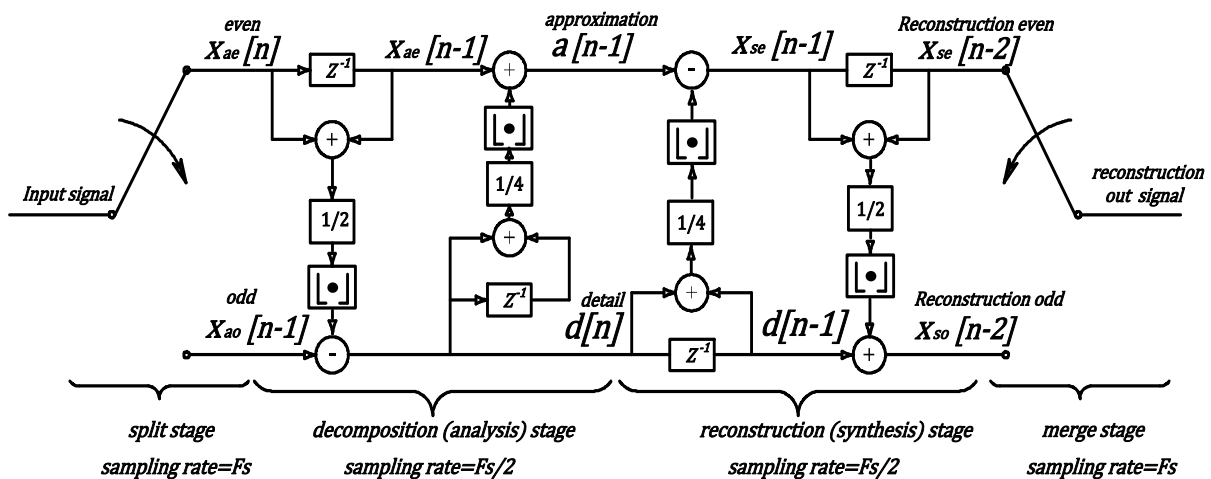 even
Xae [n]
Z-1
Xae [n-1]
+
approximation
a [n-1]
-
Xse [n-1]
Z-1
Reconstruction even
Xse [n-2]
+
⌊•⌋
⌊•⌋
+
1/4
Input signal
1/2
1/4
1/2
reconstruction
out signal
+
⌊•⌋
⌊•⌋
+
Z-1
odd
Xao [n-1]
-
detail
d[n]
Z-1
d[n-1]
+
Reconstruction odd
Xso [n-2]
split stage
sampling rate=Fs
decomposition (analysis) stage
sampling rate=Fs/2
reconstruction (synthesis) stage
sampling rate=Fs/2
merge stage
sampling rate=Fs